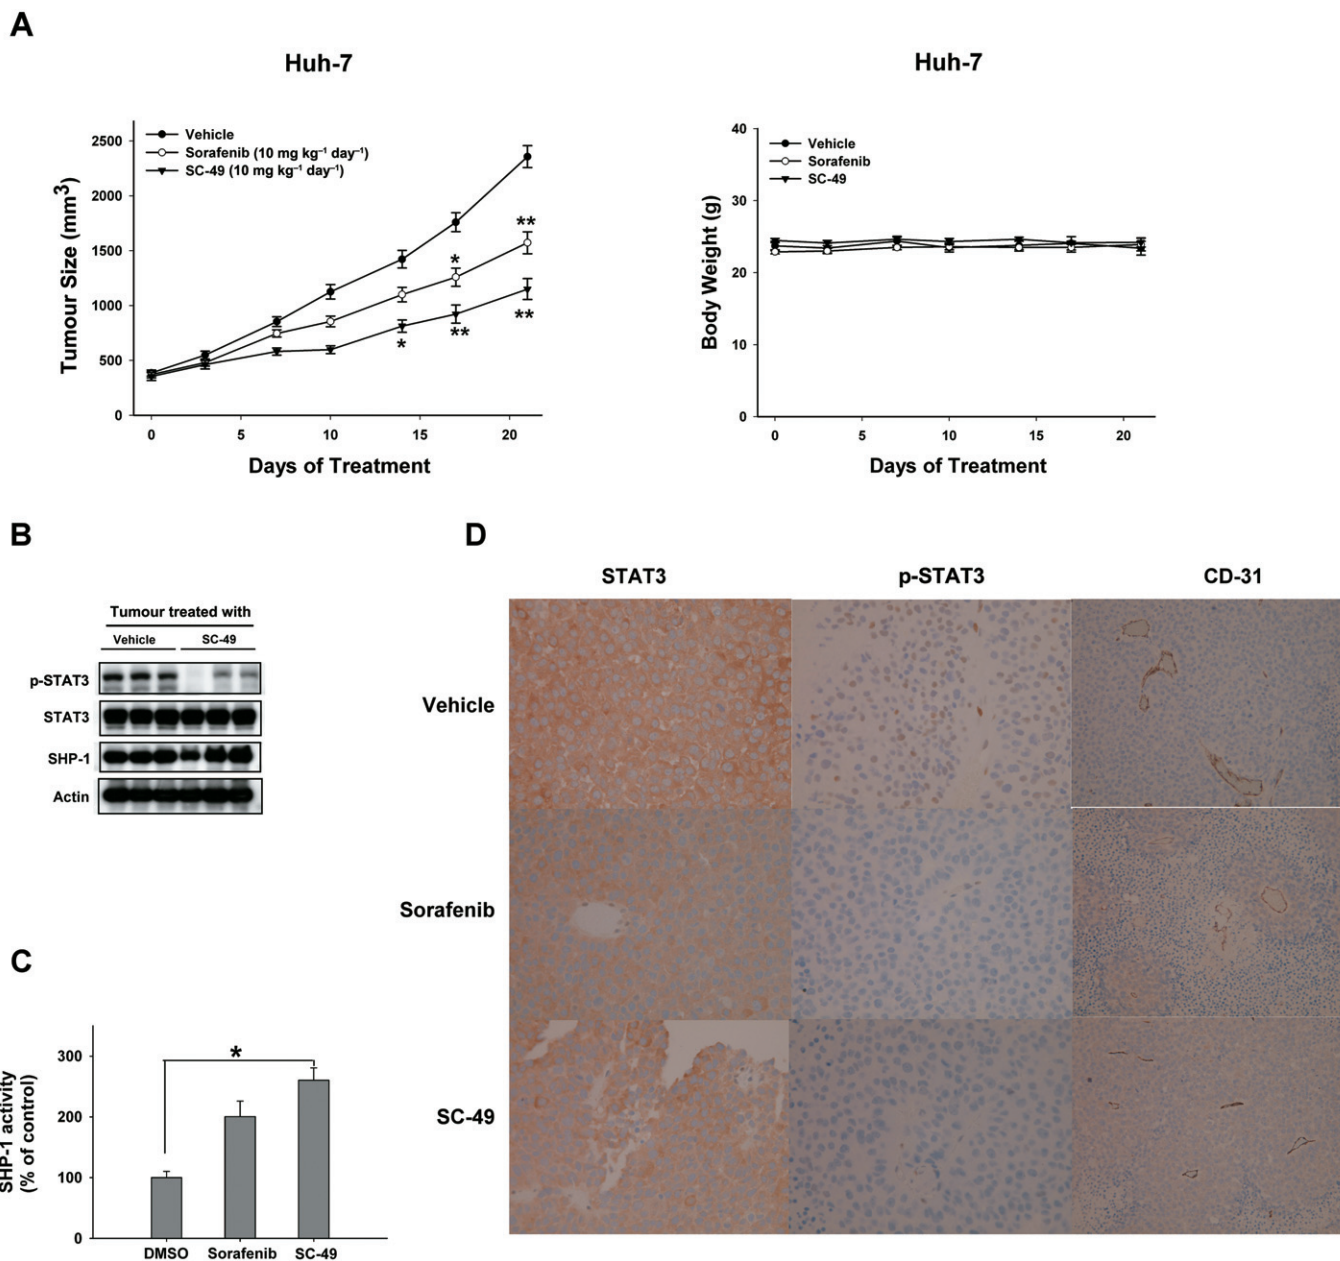 A
Huh-7
Vehicle
Sorafenib (10 mg kg⁻¹ day⁻¹)
SC-49 (10 mg kg⁻¹ day⁻¹)
2500
2000
1500
1000
500
0
Tumour Size (mm³)
**
*
**
**
*
0 5 10 15 20
Days of Treatment
Huh-7
Vehicle
Sorafenib
SC-49
40
30
20
10
0
Body Weight (g)
0 5 10 15 20
Days of Treatment
B
Tumour treated with
Vehicle SC-49
p-STAT3
STAT3
SHP-1
Actin
C
300
200
100
0
SHP-1 activity
(% of control)
*
DMSO Sorafenib SC-49
D
STAT3 p-STAT3 CD-31
Vehicle
Sorafenib
SC-49